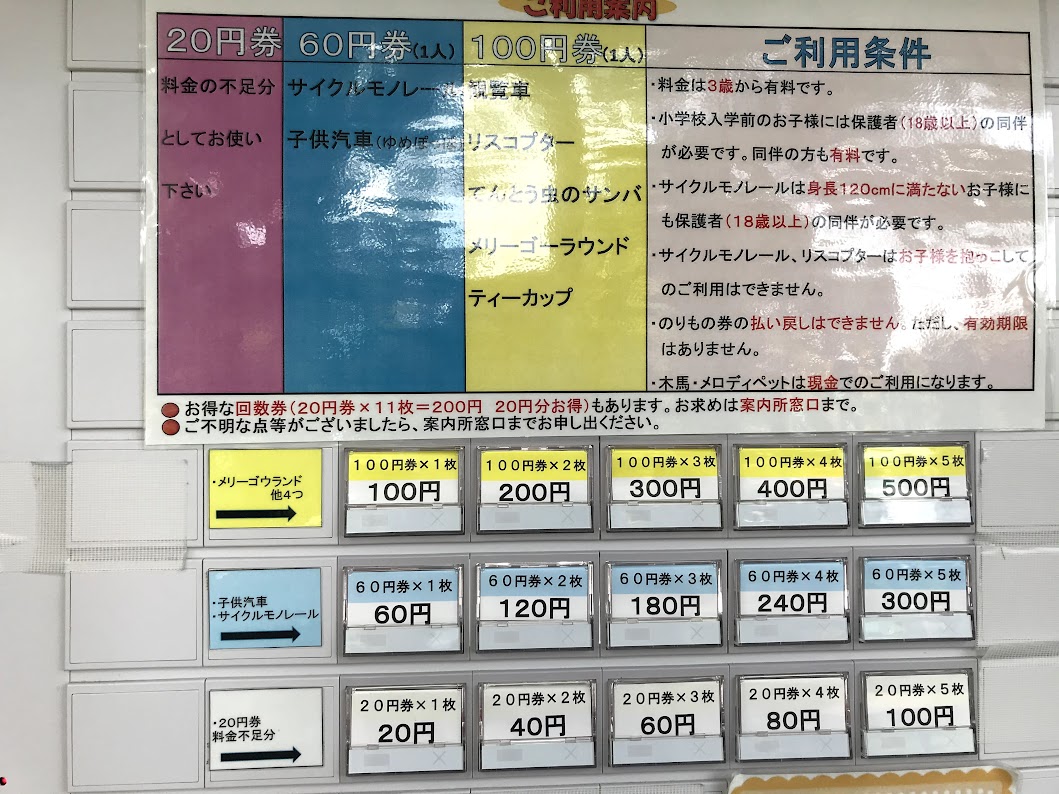 ご利用案内
20円券
料金の不足分
としてお使い
下さい
60円券(1人)
サイクルモノレール
子供汽車(ゆめぽっぽ)
100円券(1人)
観覧車
リスコプター
てんとう虫のサンバ
メリーゴーラウンド
ティーカップ
ご利用条件
・料金は3歳から有料です。
・小学校入学前のお子様には保護者(18歳以上)の同伴
が必要です。同伴の方も有料です。
・サイクルモノレールは身長120cmに満たないお子様に
も保護者(18歳以上)の同伴が必要です。
・サイクルモノレール、リスコプターはお子様を抱っこして
のご利用はできません。
・のりもの券の払い戻しはできません。ただし、有効期限
はありません。
・木馬・メロディペットは現金でのご利用になります。
●お得な回数券(20円券×11枚=200円 20円分お得)もあります。お求めは案内所窓口まで。
●ご不明な点等がございましたら、案内所窓口までお申し出ください。
・メリーゴウランド
他4つ
100円券×1枚
100円
100円券×2枚
200円
100円券×3枚
300円
100円券×4枚
400円
100円券×5枚
500円
・子供汽車
・サイクルモノレール
60円券×1枚
60円
60円券×2枚
120円
60円券×3枚
180円
60円券×4枚
240円
60円券×5枚
300円
・20円券
料金不足分
20円券×1枚
20円
20円券×2枚
40円
20円券×3枚
60円
20円券×4枚
80円
20円券×5枚
100円